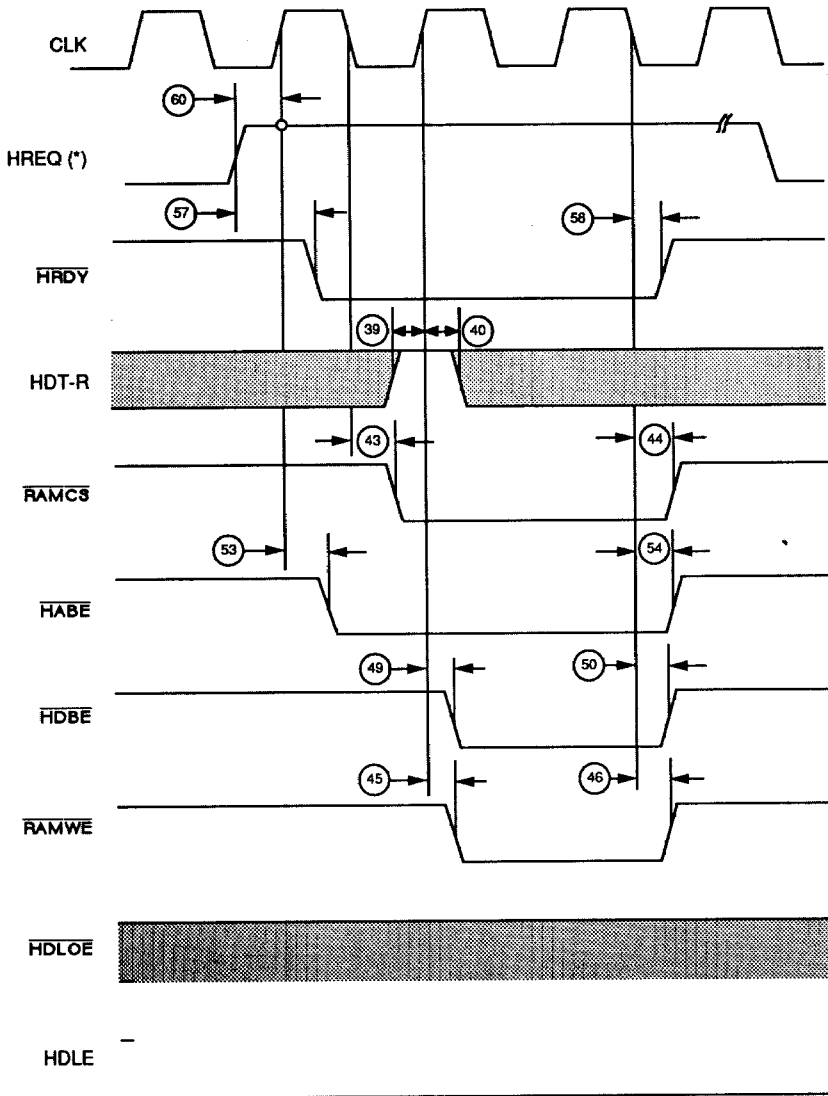 CLK
60
HREQ (*)
57
58
HRDY
39
40
HDT-R
43
44
RAMCS
53
54
HABE
49
50
HDBE
45
46
RAMWE
HDLOE
HDLE